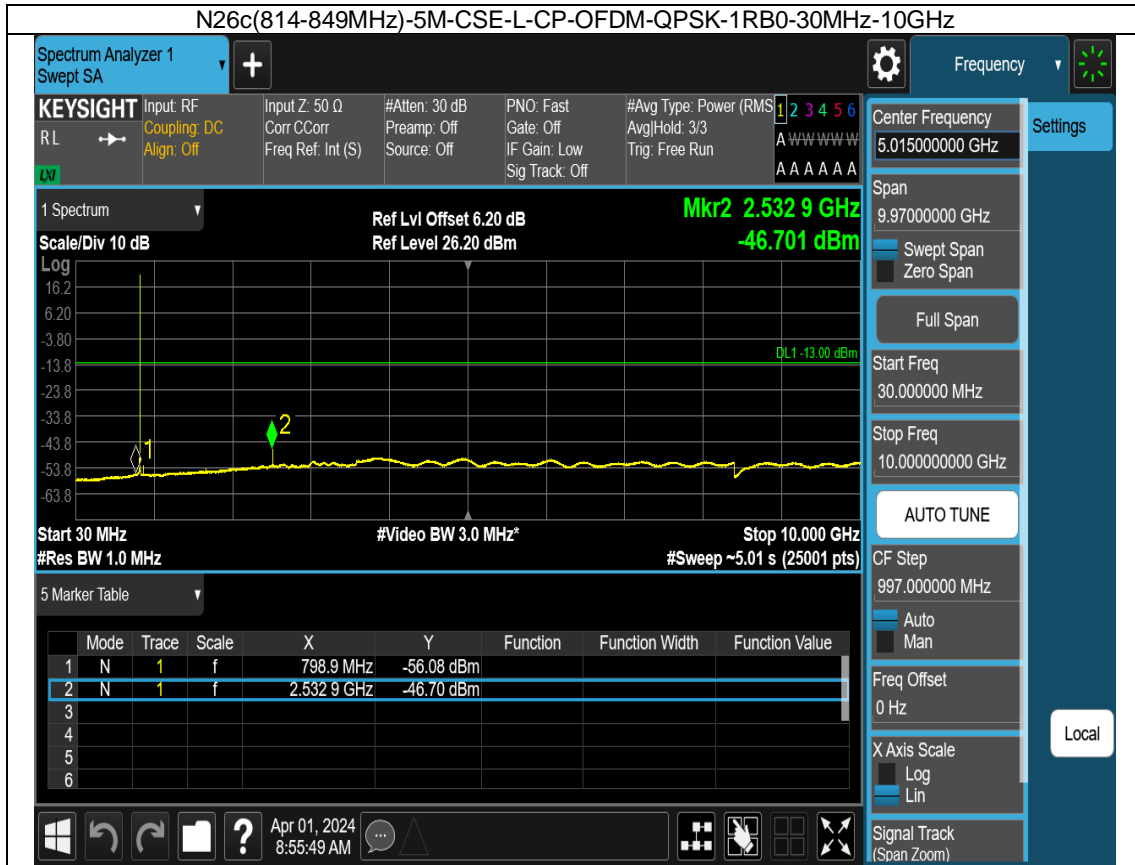 N26c(814-849MHz)-5M-CSE-L-CP-OFDM-QPSK-1RB0-30MHz-10GHz
Spectrum Analyzer 1
Swept SA
+
Frequency
KEYSIGHT
R L
LXI
Input: RF
Coupling: DC
Align: Off
Input Z: 50 Ω
Corr CCorr
Freq Ref: Int (S)
#Atten: 30 dB
Preamp: Off
Source: Off
PNO: Fast
Gate: Off
IF Gain: Low
Sig Track: Off
#Avg Type: Power (RMS
Avg|Hold: 3/3
Trig: Free Run
1 2 3 4 5 6
A W W W W W
A A A A A A
1 Spectrum
Scale/Div 10 dB
Ref Lvl Offset 6.20 dB
Ref Level 26.20 dBm
Mkr2 2.532 9 GHz
-46.701 dBm
Log
16.2
6.20
-3.80
-13.8
-23.8
-33.8
-43.8
-53.8
-63.8
DL1 -13.00 dBm
1
2
Start 30 MHz
#Video BW 3.0 MHz*
Stop 10.000 GHz
#Res BW 1.0 MHz
#Sweep ~5.01 s (25001 pts)
5 Marker Table
Mode Trace Scale X Y Function Function Width Function Value
1 N 1 f 798.9 MHz -56.08 dBm
2 N 1 f 2.532 9 GHz -46.70 dBm
3
4
5
6
Center Frequency
5.015000000 GHz
Settings
Span
9.97000000 GHz
Swept Span
Zero Span
Full Span
Start Freq
30.000000 MHz
Stop Freq
10.000000000 GHz
AUTO TUNE
CF Step
997.000000 MHz
Auto
Man
Freq Offset
0 Hz
Local
X Axis Scale
Log
Lin
Signal Track
(Span Zoom)
?
Apr 01, 2024
8:55:49 AM